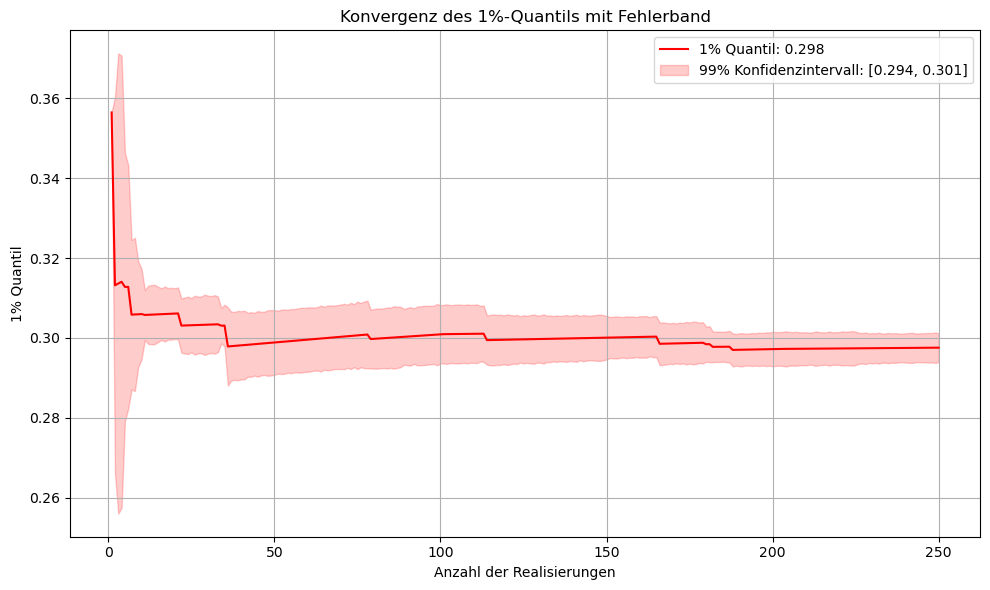 Konvergenz des 1%-Quantils mit Fehlerband
1% Quantil: 0.298
99% Konfidenzintervall: [0.294, 0.301]
1% Quantil
0.36
0.34
0.32
0.30
0.28
0.26
0
50
100
150
200
250
Anzahl der Realisierungen